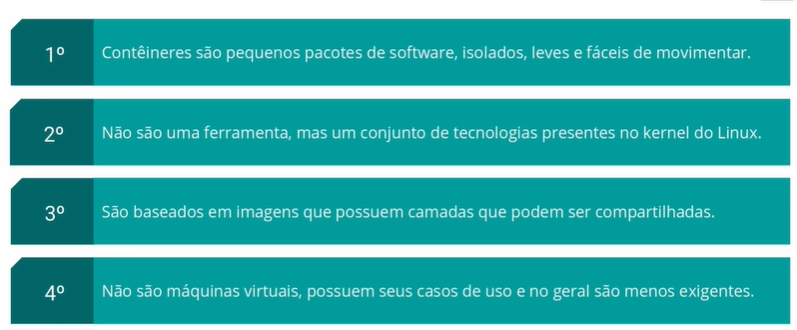 1º Contêineres são pequenos pacotes de software, isolados, leves e fáceis de movimentar.
2º Não são uma ferramenta, mas um conjunto de tecnologias presentes no kernel do Linux.
3º São baseados em imagens que possuem camadas que podem ser compartilhadas.
4º Não são máquinas virtuais, possuem seus casos de uso e no geral são menos exigentes.